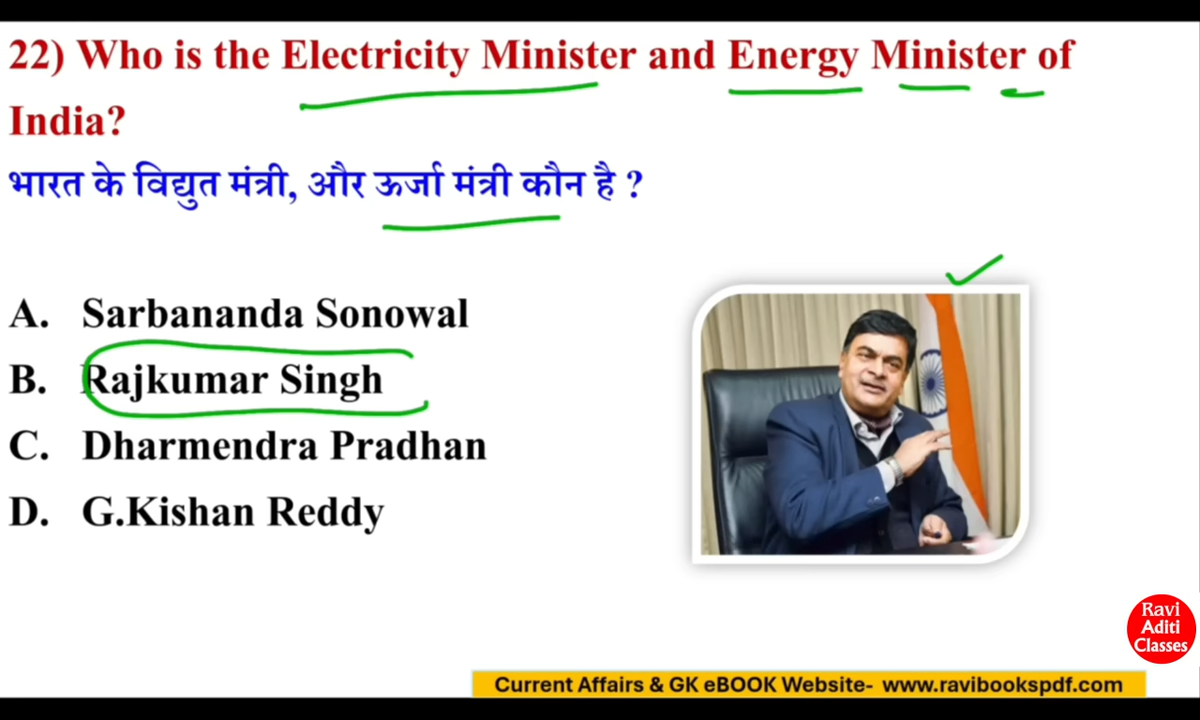 22) Who is the Electricity Minister and Energy Minister of
India?
भारत के विद्युत मंत्री, और ऊर्जा मंत्री कौन है ?
A. Sarbananda Sonowal
B. Rajkumar Singh
C. Dharmendra Pradhan
D. G.Kishan Reddy
Ravi
Aditi
Classes
Current Affairs & GK eBOOK Website- www.ravibookspdf.com